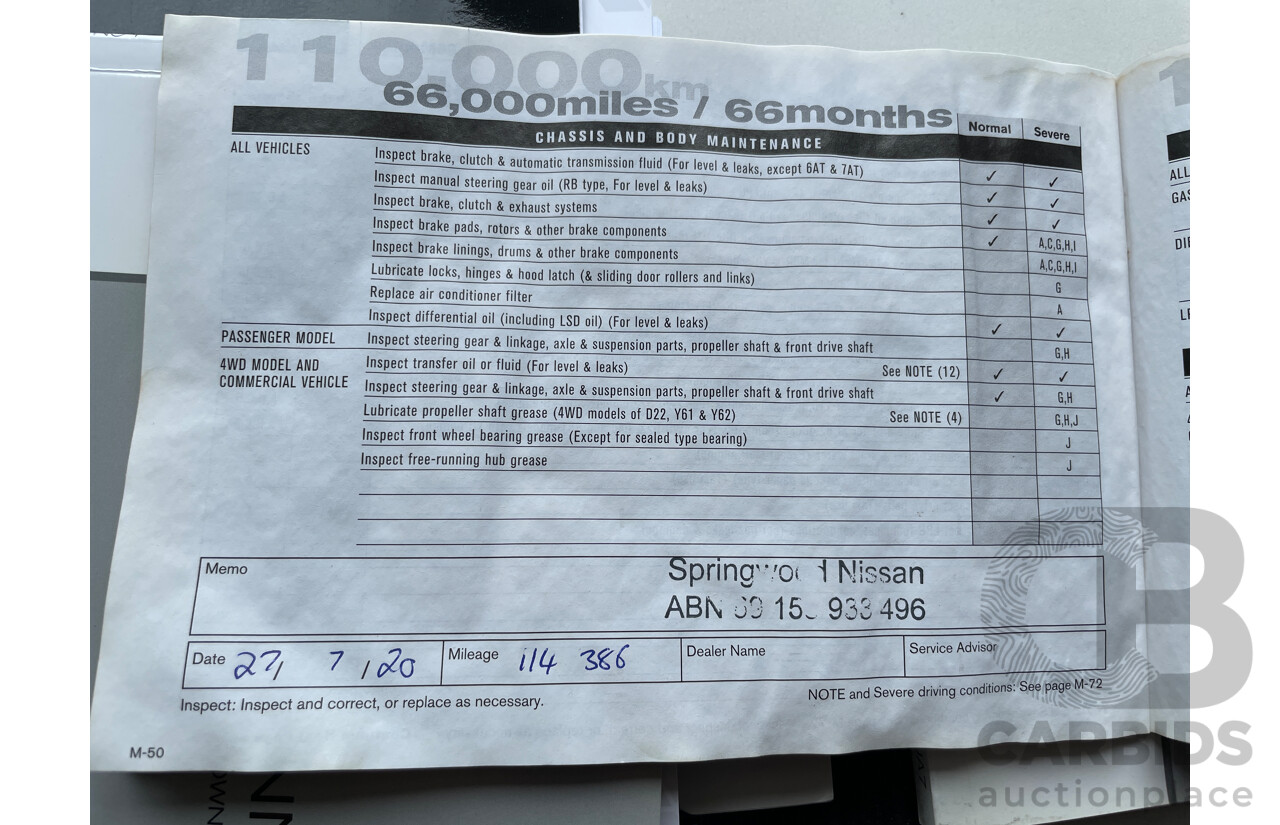 110,000km
66,000miles / 66months
CHASSIS AND BODY MAINTENANCE Normal Severe
ALL VEHICLES Inspect brake, clutch & automatic transmission fluid (For level & leaks, except 6AT & 7AT) ✓ ✓
Inspect manual steering gear oil (RB type, For level & leaks) ✓ ✓
Inspect brake, clutch & exhaust systems ✓ ✓
Inspect brake pads, rotors & other brake components ✓ A,C,G,H,I
Inspect brake linings, drums & other brake components A,C,G,H,I
Lubricate locks, hinges & hood latch (& sliding door rollers and links) G
Replace air conditioner filter A
Inspect differential oil (including LSD oil) (For level & leaks) ✓ ✓
PASSENGER MODEL Inspect steering gear & linkage, axle & suspension parts, propeller shaft & front drive shaft G,H
4WD MODEL AND Inspect transfer oil or fluid (For level & leaks) See NOTE (12) ✓ ✓
COMMERCIAL VEHICLE Inspect steering gear & linkage, axle & suspension parts, propeller shaft & front drive shaft ✓ G,H
Lubricate propeller shaft grease (4WD models of D22, Y61 & Y62) See NOTE (4) G,H,J
Inspect front wheel bearing grease (Except for sealed type bearing) J
Inspect free-running hub grease J
Memo
Springwood Nissan
ABN 69 15 933 496
Date 27/ 7 /20 Mileage 114 386 Dealer Name Service Advisor
Inspect: Inspect and correct, or replace as necessary. NOTE and Severe driving conditions: See page M-72
M-50
ALL
GAS
CB
CARBIDS
auctionplace